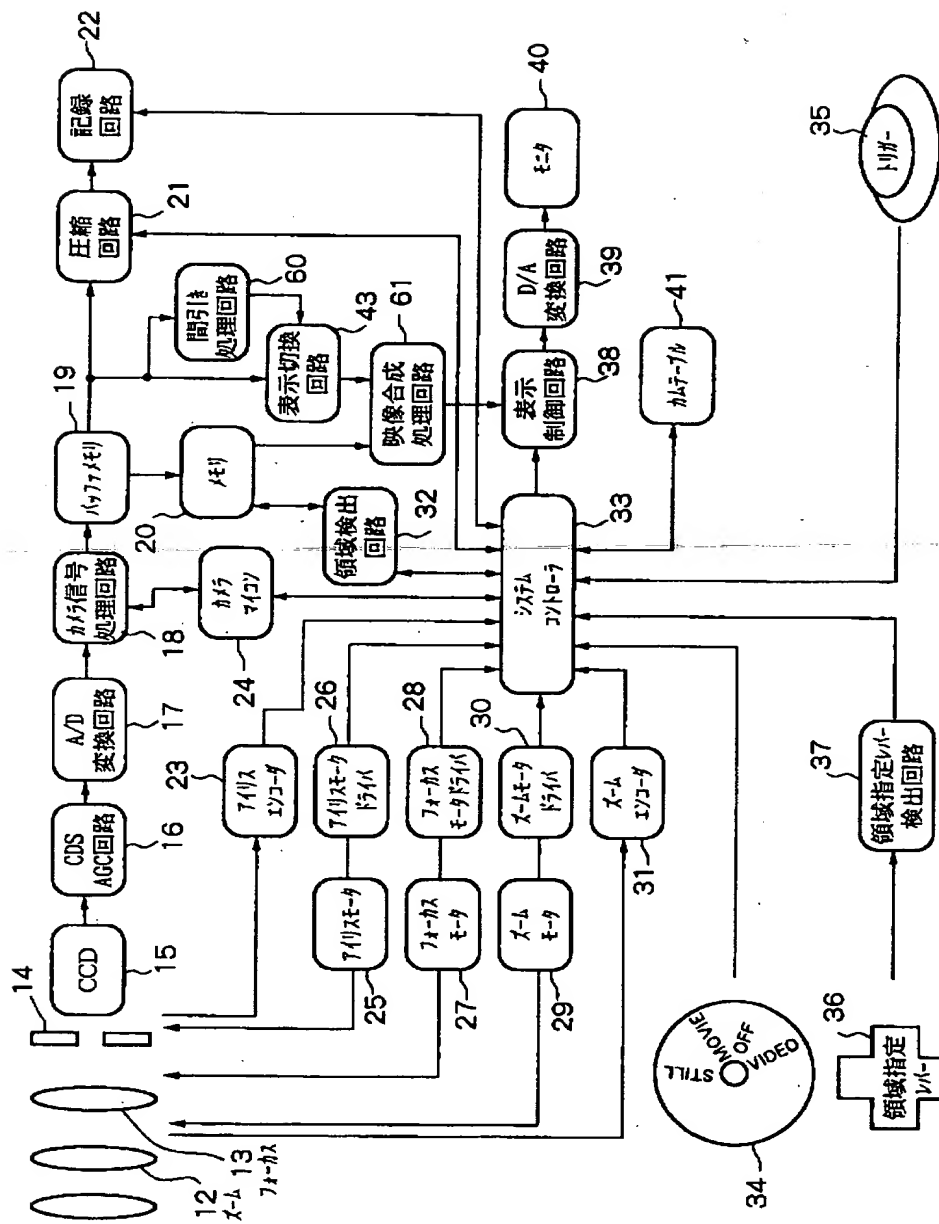 12
ズーム
13
フォーカス
14
CCD
15
CDS
AGC回路
16
A/D
変換回路
17
カメラ信号
処理回路
18
バッファメモリ
19
圧縮
回路
21
記録
回路
22
メモリ
20
間引き
処理回路
60
表示切換
回路
43
映像合成
処理回路
61
カメラ
マイコン
24
領域検出
回路
32
アイリス
エンコーダ
23
アイリスモータ
25
アイリスモータ
ドライバ
26
フォーカス
モータ
27
フォーカス
モータドライバ
28
ズーム
モータ
29
ズームモータ
ドライバ
30
ズーム
エンコーダ
31
システム
コントローラ
33
表示
制御回路
38
D/A
変換回路
39
モニタ
40
カムテーブル
41
STILL
MOVIE
OFF
VIDEO
34
領域指定
レバー
36
領域指定レバー
検出回路
37
トリガー
35